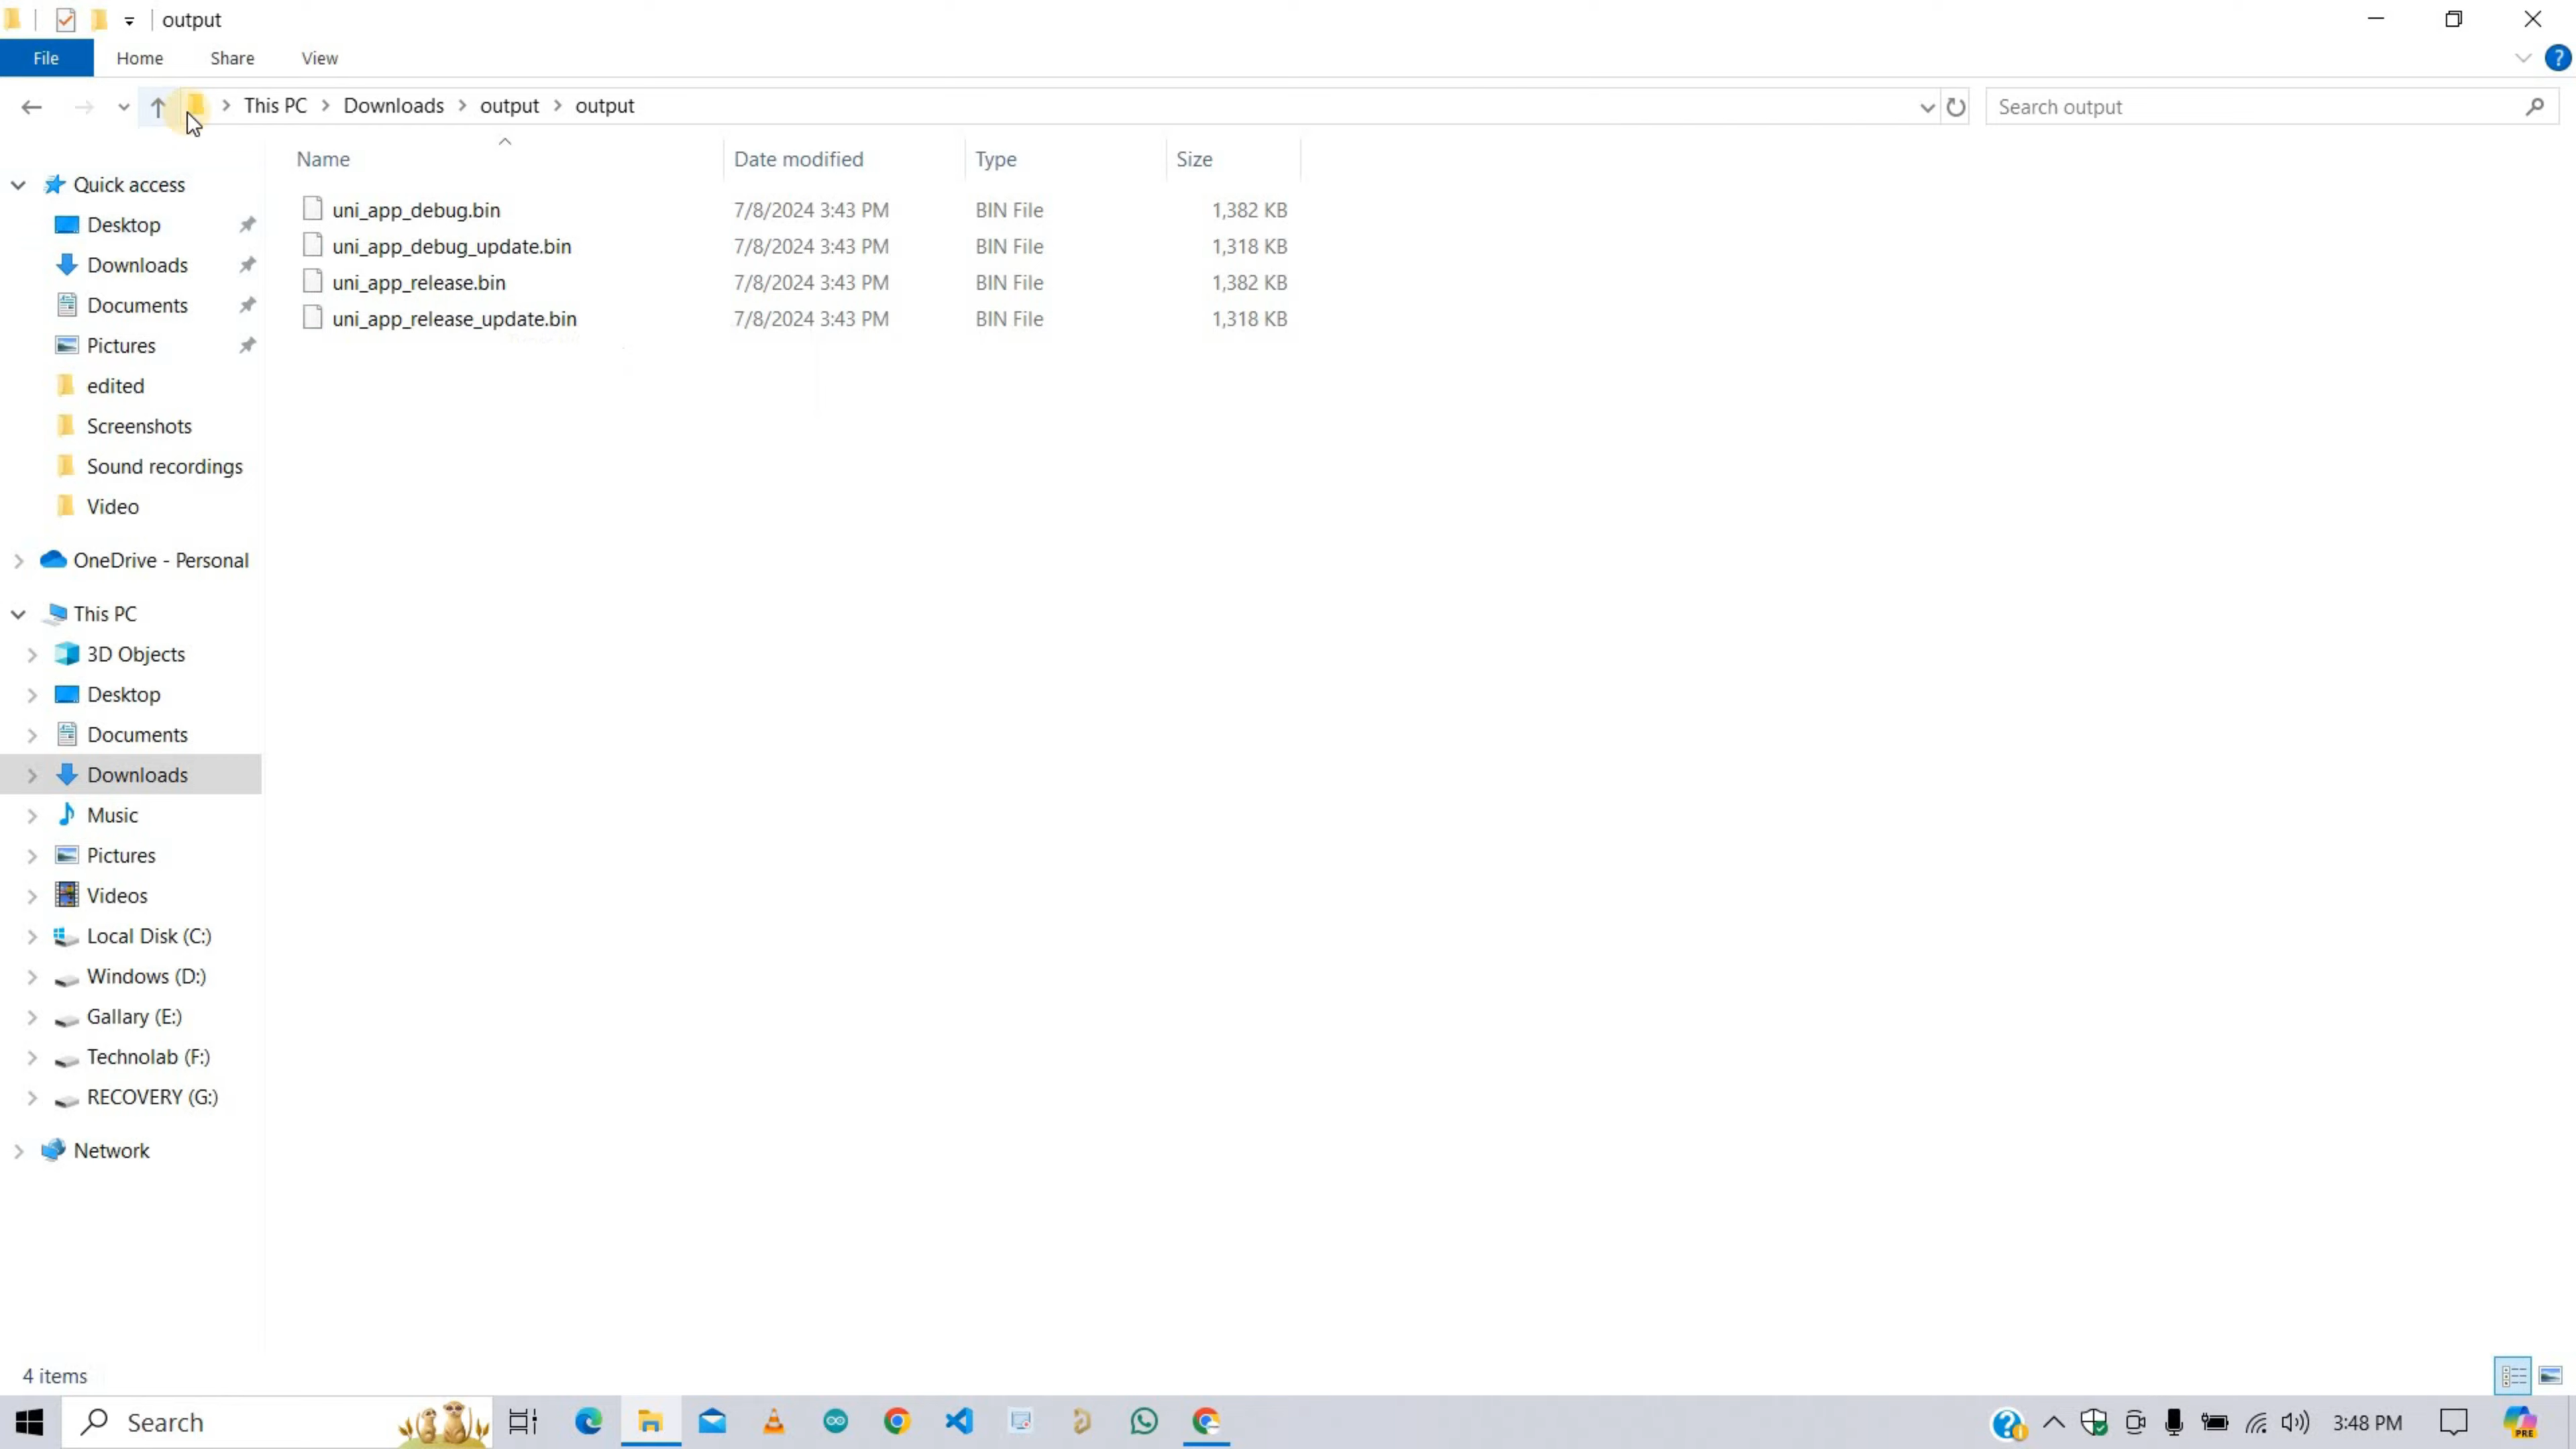 output
File Home Share View
This PC Downloads output output
Search output
Name Date modified Type Size
uni_app_debug.bin 7/8/2024 3:43 PM BIN File 1,382 KB
uni_app_debug_update.bin 7/8/2024 3:43 PM BIN File 1,318 KB
uni_app_release.bin 7/8/2024 3:43 PM BIN File 1,382 KB
uni_app_release_update.bin 7/8/2024 3:43 PM BIN File 1,318 KB
Quick access
Desktop
Downloads
Documents
Pictures
edited
Screenshots
Sound recordings
Video
OneDrive - Personal
This PC
3D Objects
Desktop
Documents
Downloads
Music
Pictures
Videos
Local Disk (C:)
Windows (D:)
Gallary (E:)
Technolab (F:)
RECOVERY (G:)
Network
4 items
Search
3:48 PM
PRE